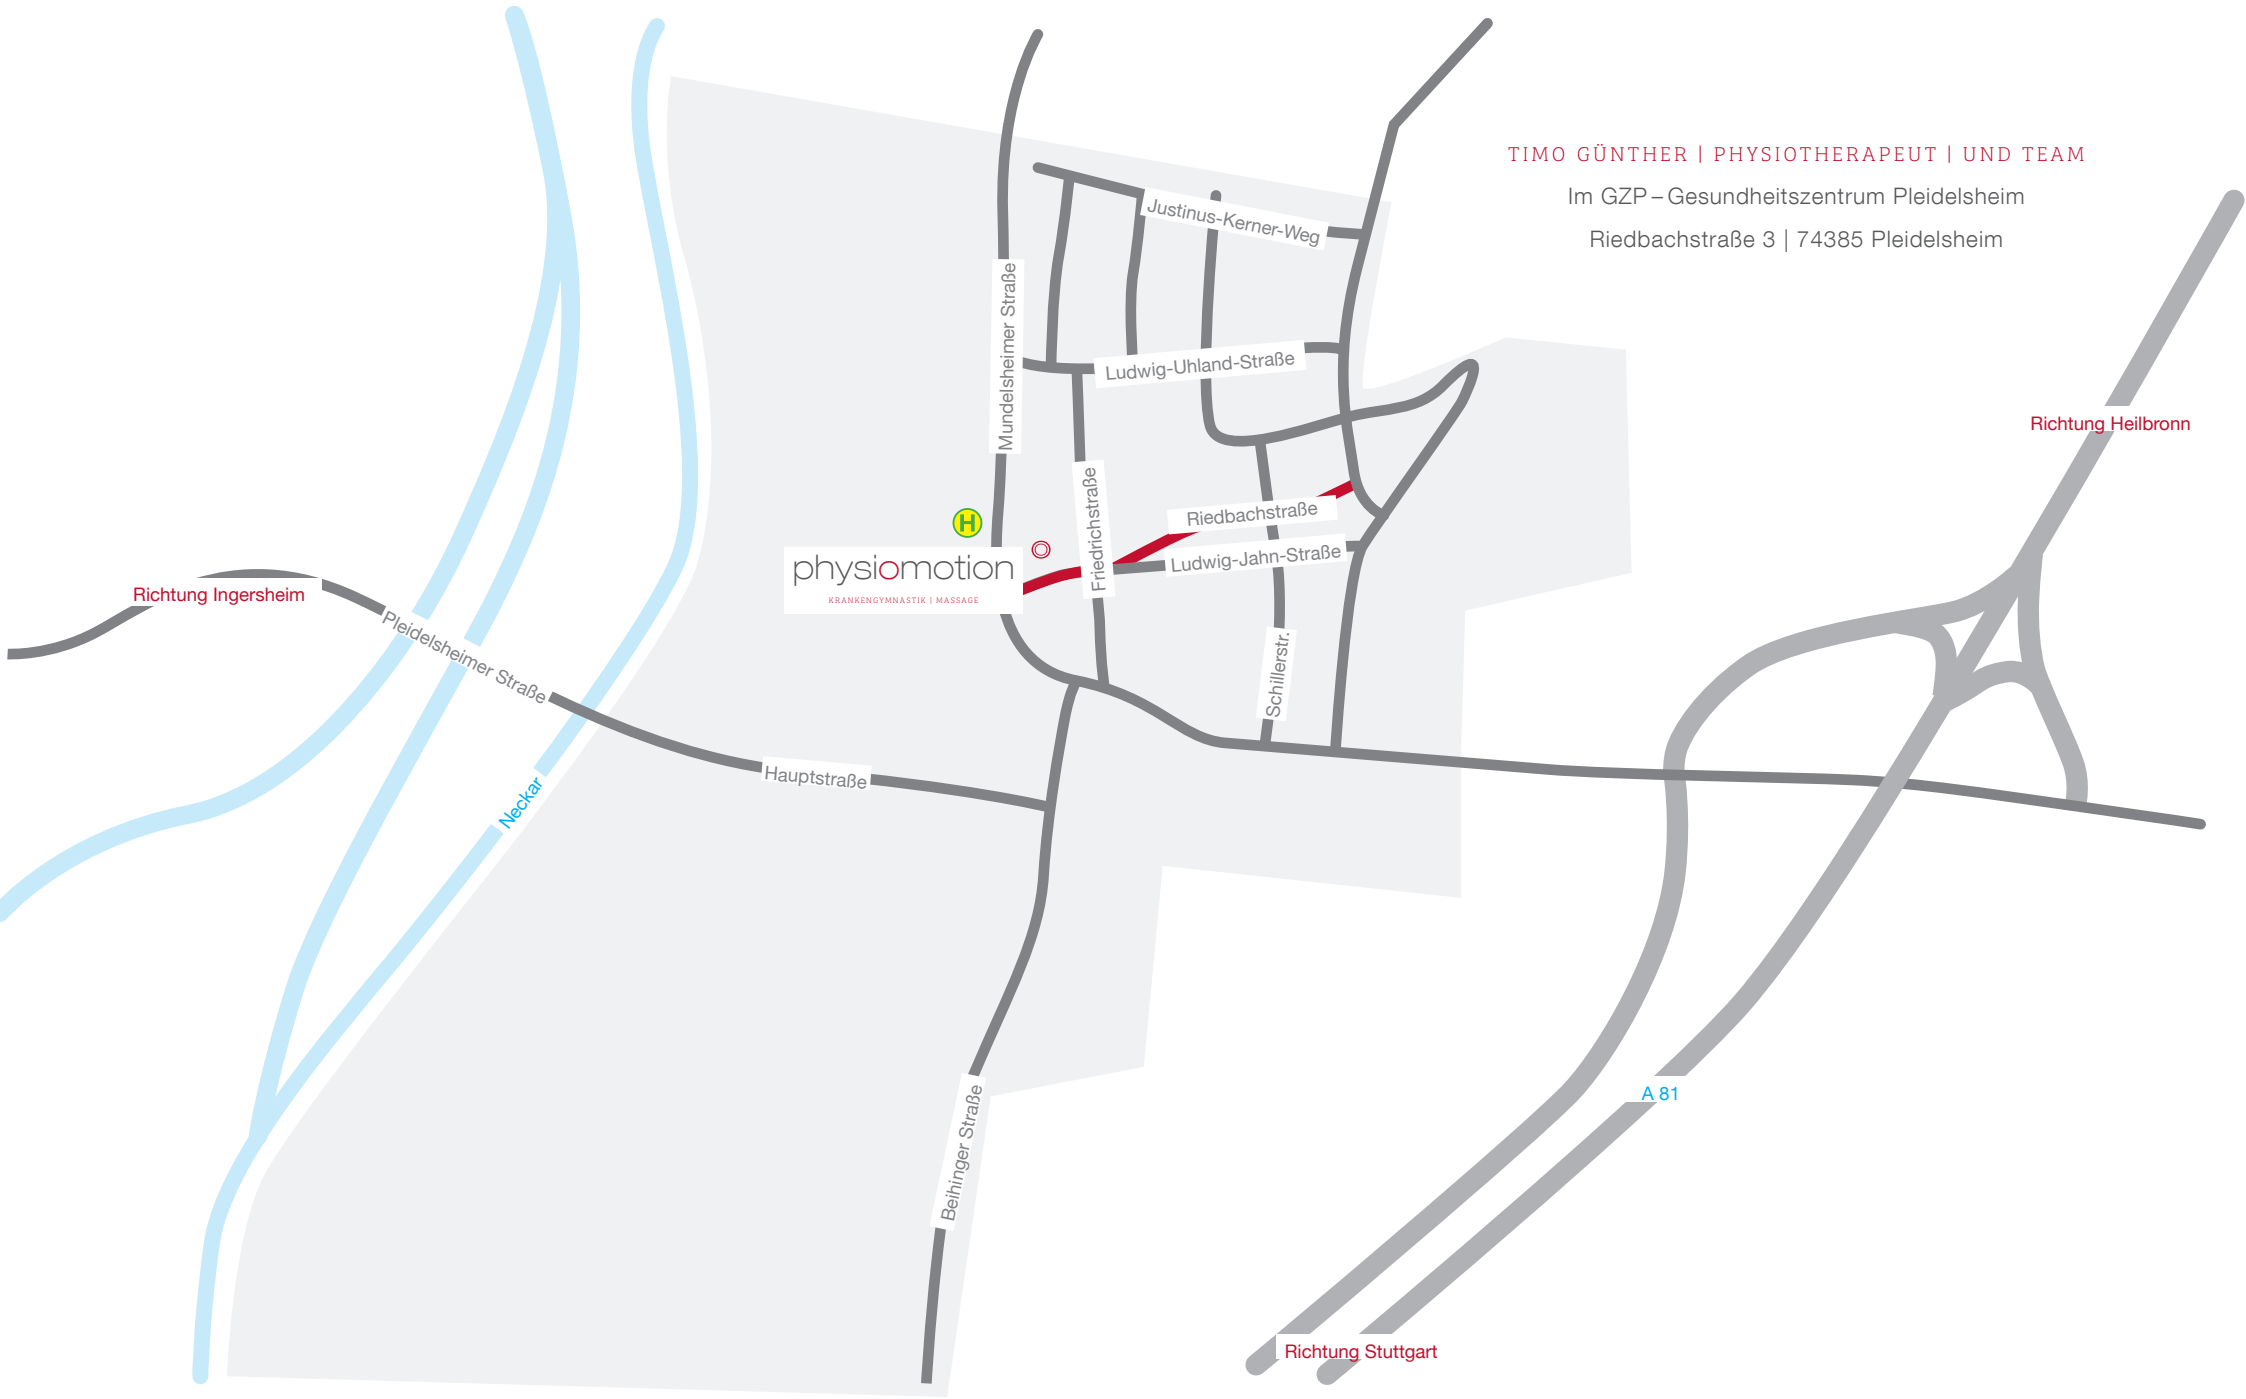 TIMO GÜNTHER | PHYSIOTHERAPEUT | UND TEAM
Im GZP – Gesundheitszentrum Pleidelsheim
Riedbachstraße 3 | 74385 Pleidelsheim
Justinus-Kerner-Weg
Mundelsheimer Straße
Ludwig-Uhland-Straße
Richtung Heilbronn
Friedrichstraße
Riedbachstraße
H
Ludwig-Jahn-Straße
physiomotion
KRANKENGYMNASTIK | MASSAGE
Richtung Ingersheim
Pleidelsheimer Straße
Schillerstr.
Hauptstraße
Neckar
A 81
Beihinger Straße
Richtung Stuttgart